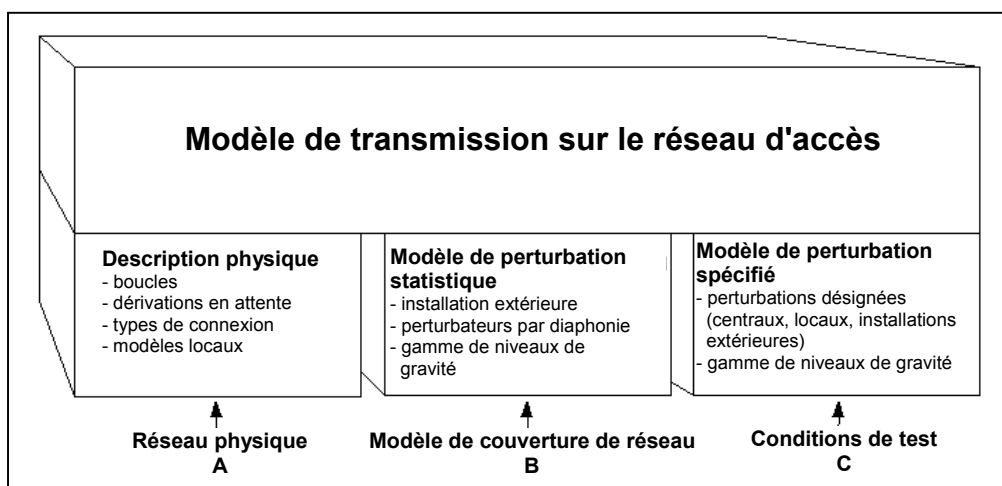 Modèle de transmission sur le réseau d'accès
Description physique
- boucles
- dérivations en attente
- types de connexion
- modèles locaux
Modèle de perturbation
statistique
- installation extérieure
- perturbateurs par diaphonie
- gamme de niveaux de
gravité
Modèle de perturbation
spécifié
- perturbations désignées
(centraux, locaux, installations
extérieures)
- gamme de niveaux de gravité
Réseau physique
A
Modèle de couverture de réseau
B
Conditions de test
C